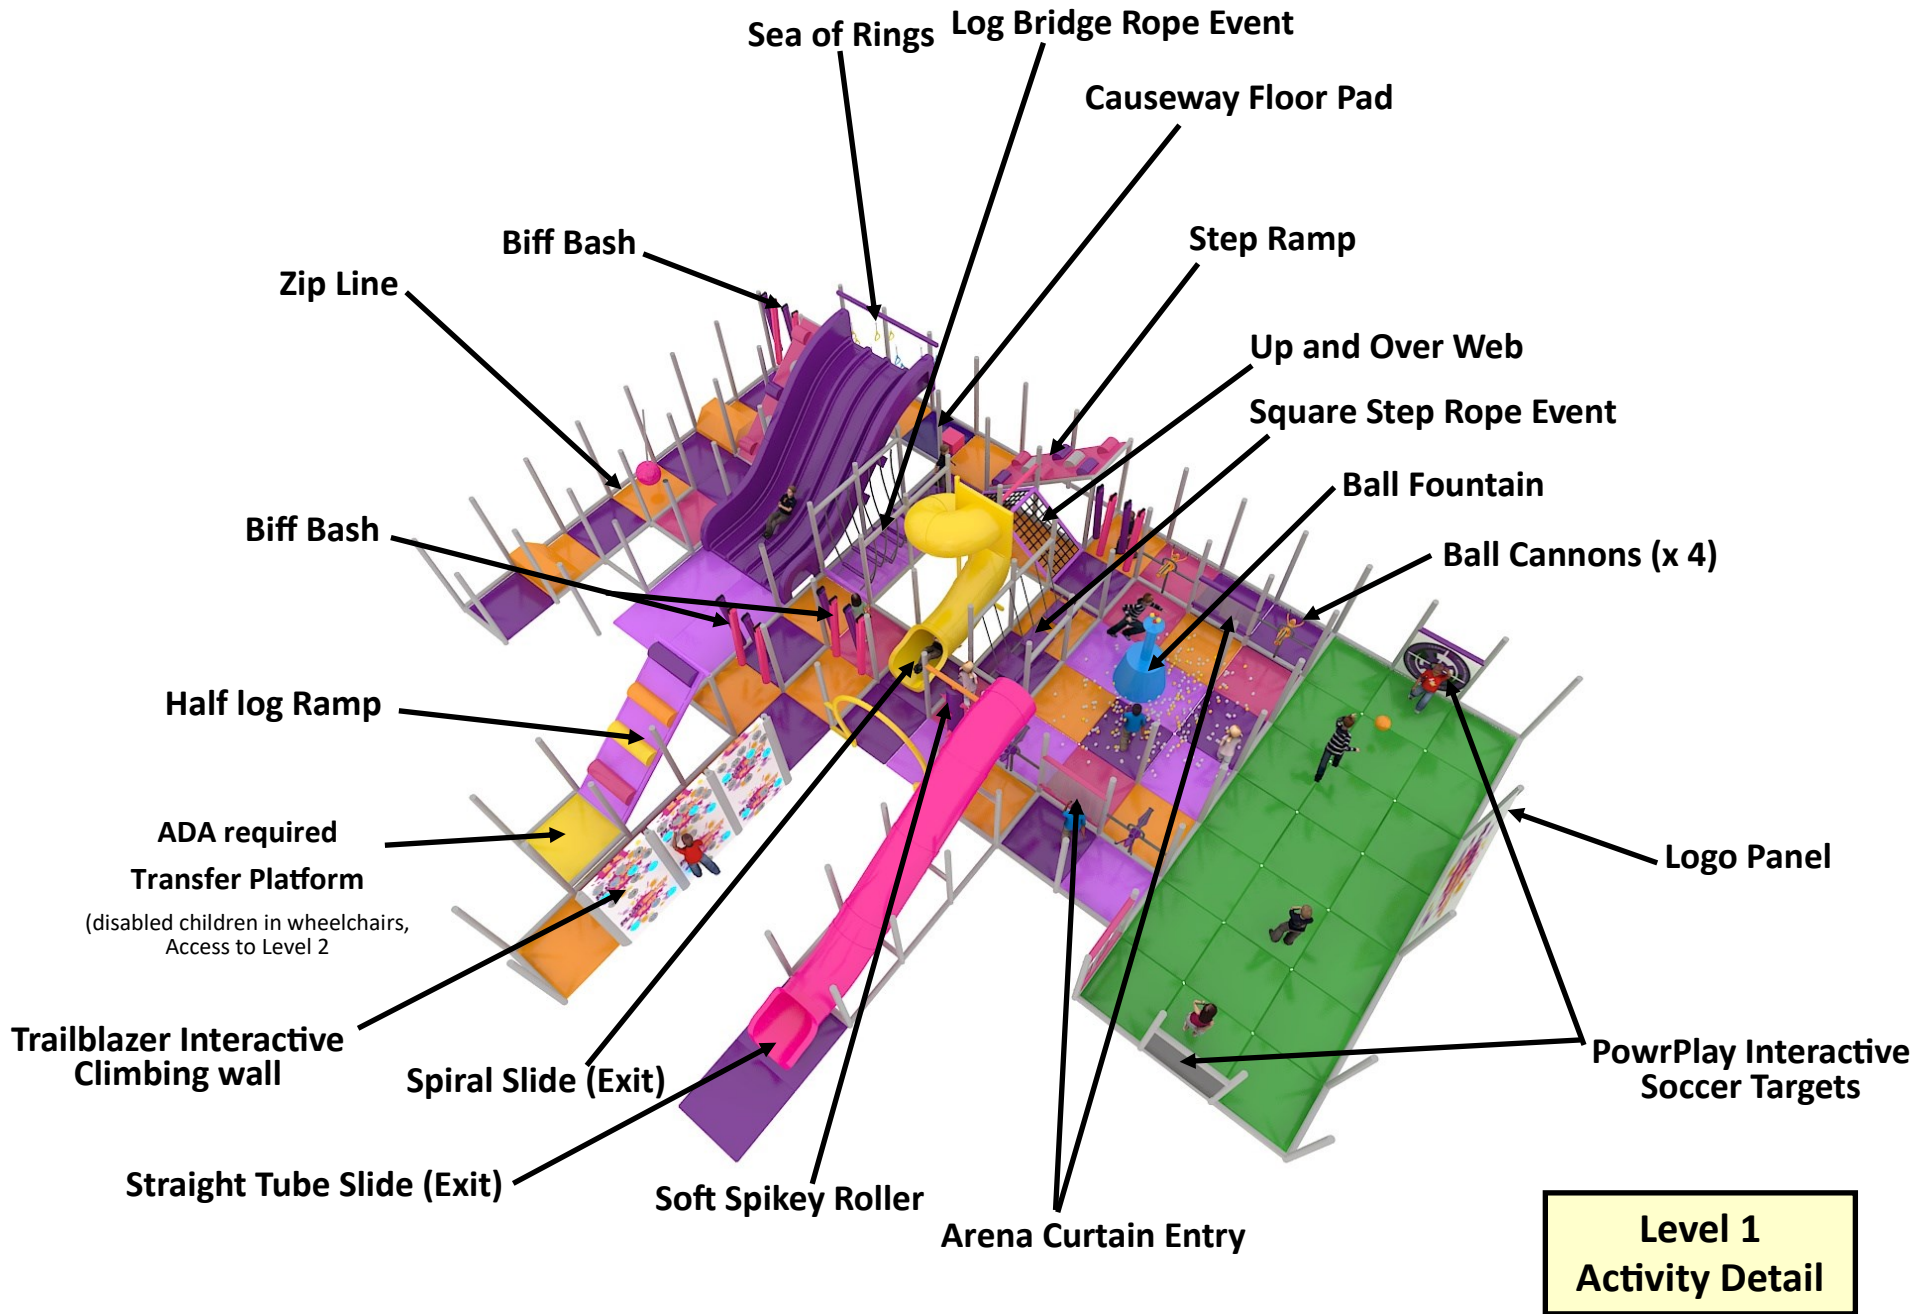 Sea of Rings
Log Bridge Rope Event
Causeway Floor Pad
Biff Bash
Step Ramp
Zip Line
Up and Over Web
Square Step Rope Event
Ball Fountain
Biff Bash
Ball Cannons (x 4)
Half log Ramp
ADA required
Transfer Platform
(disabled children in wheelchairs,
Access to Level 2
Logo Panel
Trailblazer Interactive
Climbing wall
Spiral Slide (Exit)
PowrPlay Interactive
Soccer Targets
Straight Tube Slide (Exit)
Soft Spikey Roller
Arena Curtain Entry
Level 1
Activity Detail